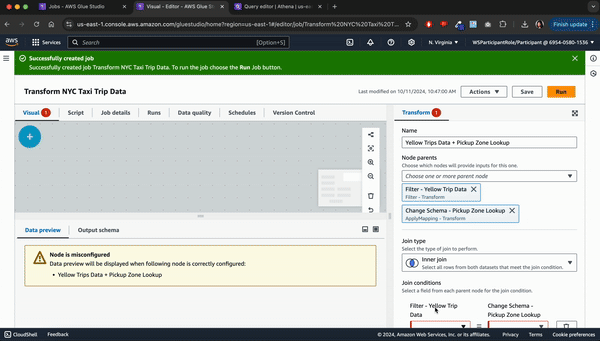 Jobs - AWS Glue Studio
Visual - Editor - AWS Glue St
Query editor | Athena | us-e
us-east-1.console.aws.amazon.com/gluestudio/home?region=us-east-1#/editor/job/Transform%20NYC%20Taxi%20T...
Finish update
aws
Services
Search
[Option+S]
N. Virginia
WSParticipantRole/Participant @ 6954-0580-1536
Successfully created job
Successfully created job Transform NYC Taxi Trip Data. To run the job choose the Run Job button.
Transform NYC Taxi Trip Data
Last modified on 10/11/2024, 10:47:00 AM
Actions
Save
Run
Visual 1
Script
Job details
Runs
Data quality
Schedules
Version Control
Transform 1
Name
Yellow Trips Data + Pickup Zone Lookup
Node parents
Choose which nodes will provide inputs for this one.
Choose one or more parent node
Filter - Yellow Trip Data
Filter - Transform
Change Schema - Pickup Zone Lookup
ApplyMapping - Transform
Join type
Select the type of join to perform.
Inner join
Select all rows from both datasets that meet the join condition.
Join conditions
Select a field from each parent node for the join condition.
Filter - Yellow Trip
Data
Change Schema -
Pickup Zone Lookup
=
Data preview
Output schema
Node is misconfigured
Data preview will be displayed when following node is correctly configured:
• Yellow Trips Data + Pickup Zone Lookup
CloudShell
Feedback
© 2024, Amazon Web Services, Inc. or its affiliates.
Privacy
Terms
Cookie preferences